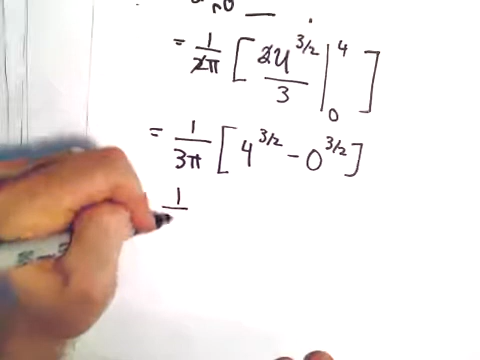 = 1/2π [ 2u^3/2 / 3 |_0^4 ]
= 1/3π [ 4^3/2 - 0^3/2 ]
1